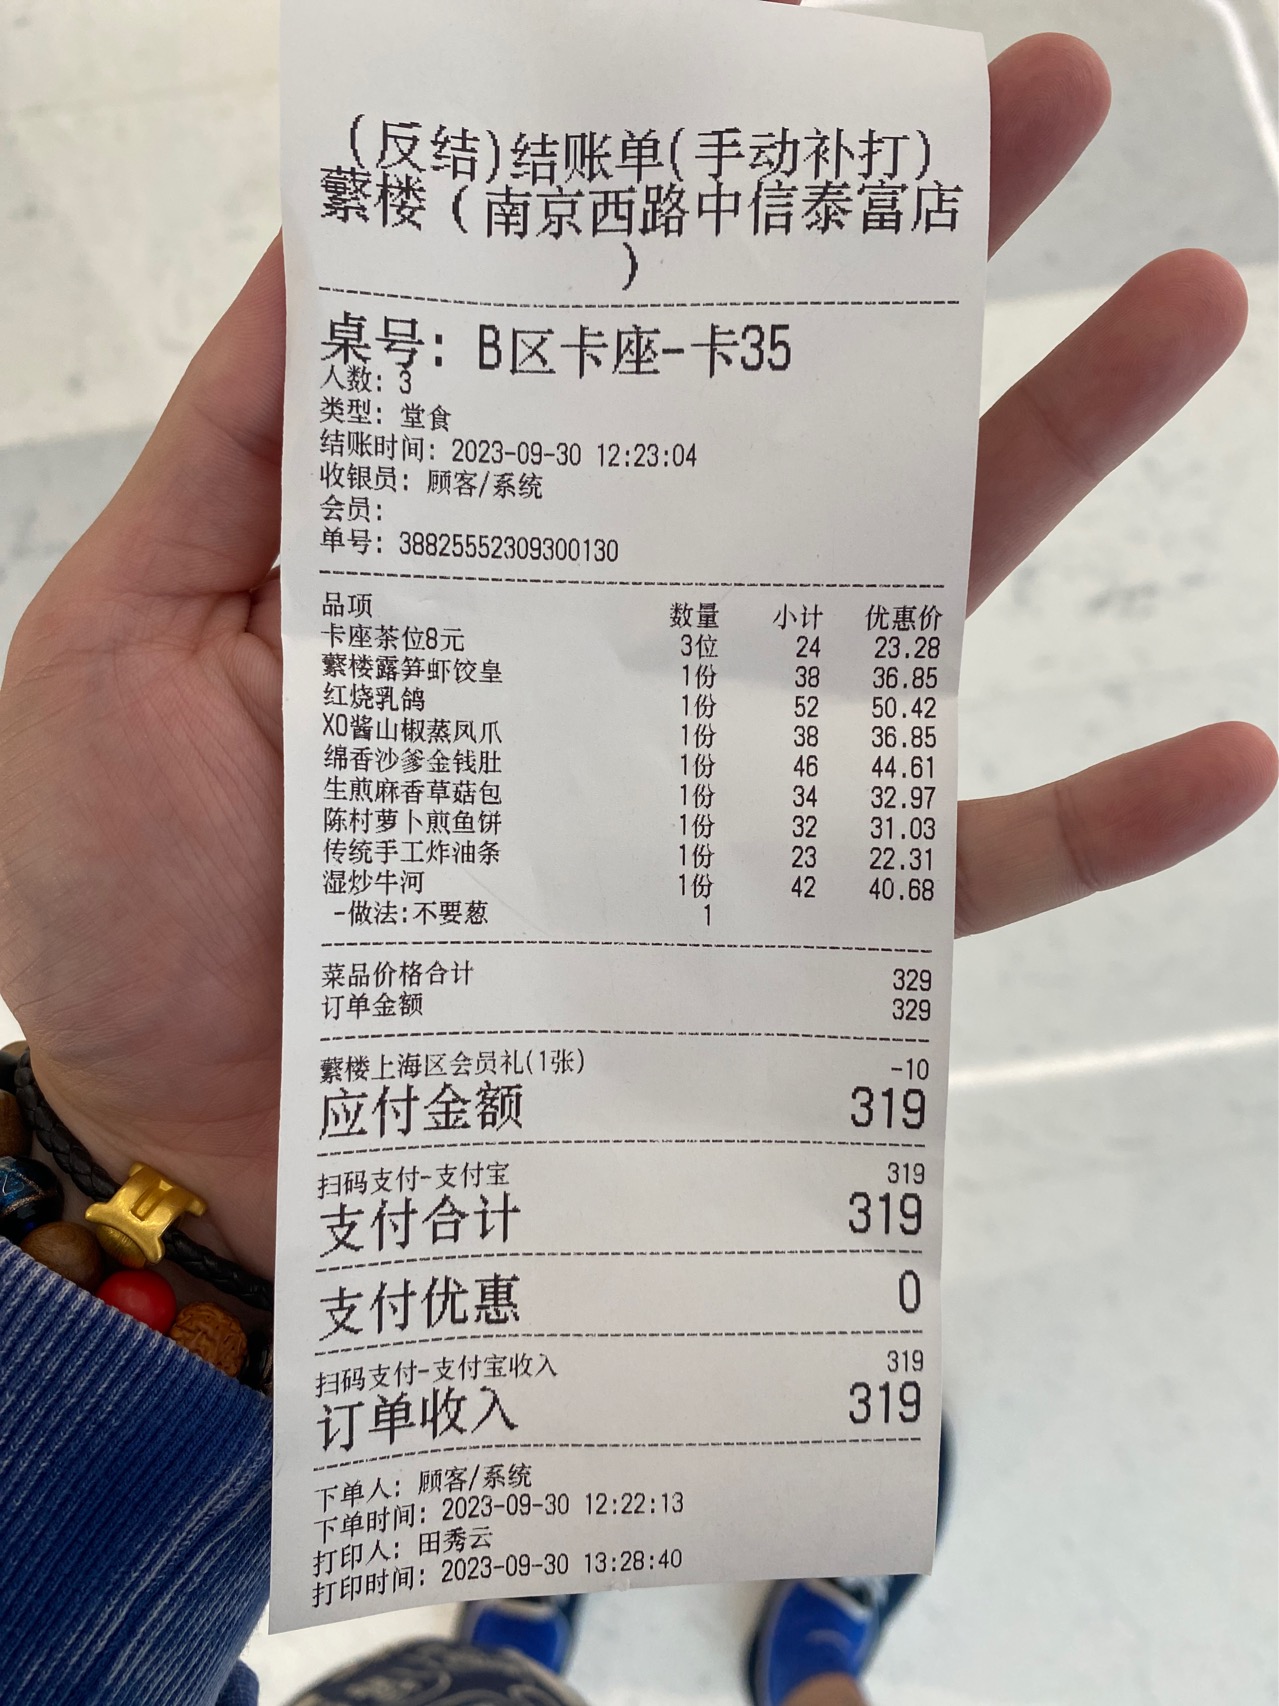 (反结)结账单(手动补打)
蘩楼(南京西路中信泰富店
)
桌号: B区卡座-卡35
人数: 3
类型: 堂食
结账时间: 2023-09-30 12:23:04
收银员: 顾客/系统
会员:
单号: 38825552309300130
品项 数量 小计 优惠价
卡座茶位8元 3位 24 23.28
蘩楼露笋虾饺皇 1份 38 36.85
红烧乳鸽 1份 52 50.42
XO酱山椒蒸凤爪 1份 38 36.85
绵香沙爹金钱肚 1份 46 44.61
生煎麻香草菇包 1份 34 32.97
陈村萝卜煎鱼饼 1份 32 31.03
传统手工炸油条 1份 23 22.31
湿炒牛河 1份 42 40.68
-做法:不要葱 1
菜品价格合计 329
订单金额 329
蘩楼上海区会员礼(1张) -10
应付金额 319
扫码支付-支付宝 319
支付合计 319
支付优惠 0
扫码支付-支付宝收入 319
订单收入 319
下单人: 顾客/系统
下单时间: 2023-09-30 12:22:13
打印人: 田秀云
打印时间: 2023-09-30 13:28:40